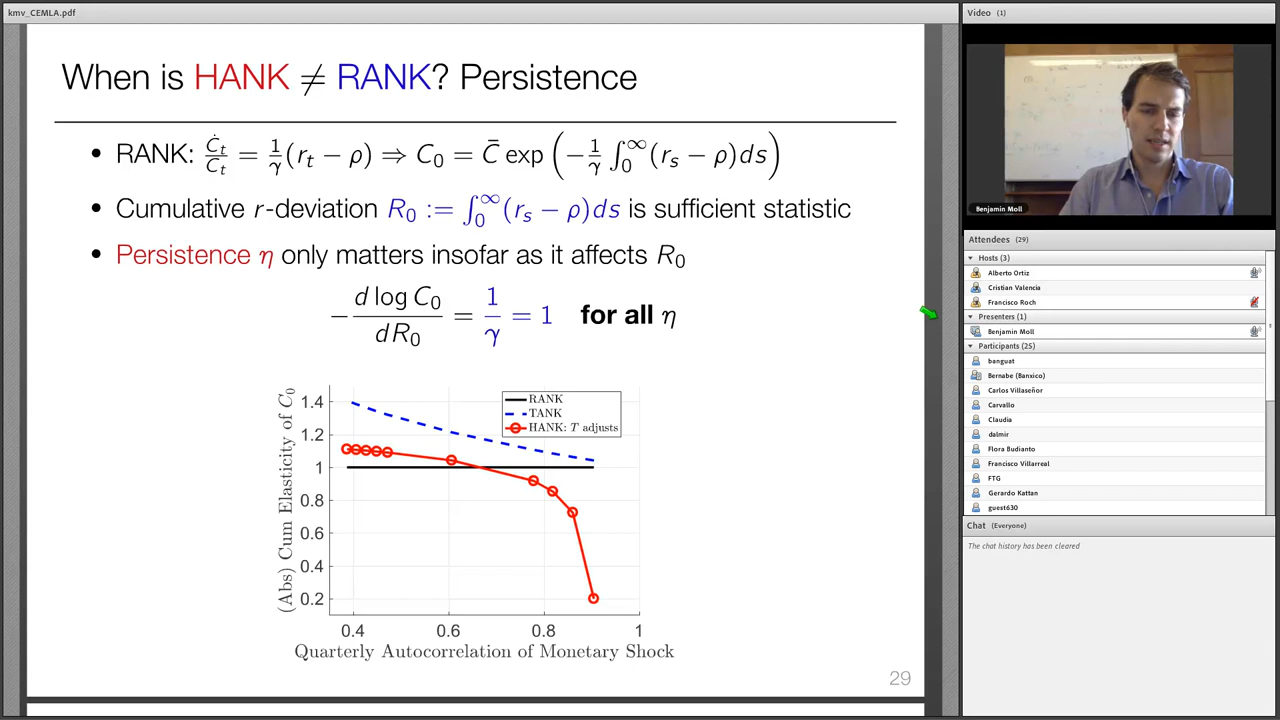 kmv_CEMLA.pdf
When is HANK ≠ RANK? Persistence
• RANK: Ċ_t/C_t = 1/γ (r_t − ρ) ⇒ C_0 = C̄ exp(−1/γ ∫_0^∞ (r_s − ρ)ds)
• Cumulative r-deviation R_0 := ∫_0^∞ (r_s − ρ)ds is sufficient statistic
• Persistence η only matters insofar as it affects R_0
− d log C_0 / dR_0 = 1/γ = 1 for all η
(Abs) Cum Elasticity of C_0
1.4
1.2
1
0.8
0.6
0.4
0.2
RANK
TANK
HANK: T adjusts
0.4 0.6 0.8 1
Quarterly Autocorrelation of Monetary Shock
29
Video (1)
Benjamin Moll
Attendees (29)
Hosts (3)
Alberto Ortiz
Cristian Valencia
Francisco Roch
Presenters (1)
Benjamin Moll
Participants (25)
banguat
Bernabe (Banxico)
Carlos Villaseñor
Carvallo
Claudia
dalmir
Flora Budianto
Francisco Villarreal
FTG
Gerardo Kattan
guest630
Chat (Everyone)
The chat history has been cleared